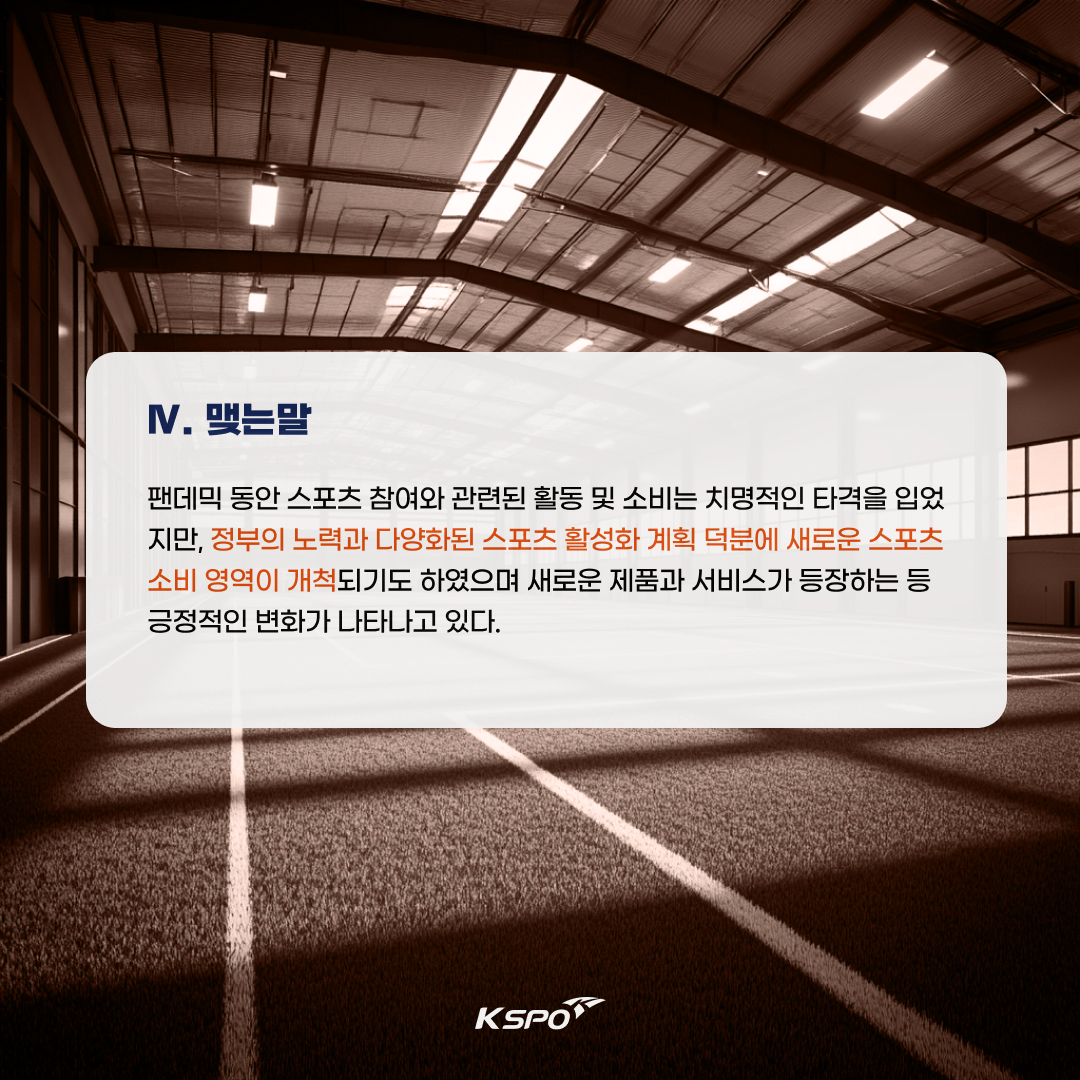 Ⅳ. 맺는말
팬데믹 동안 스포츠 참여와 관련된 활동 및 소비는 치명적인 타격을 입었
지만, 정부의 노력과 다양화된 스포츠 활성화 계획 덕분에 새로운 스포츠
소비 영역이 개척되기도 하였으며 새로운 제품과 서비스가 등장하는 등
긍정적인 변화가 나타나고 있다.
KSPO